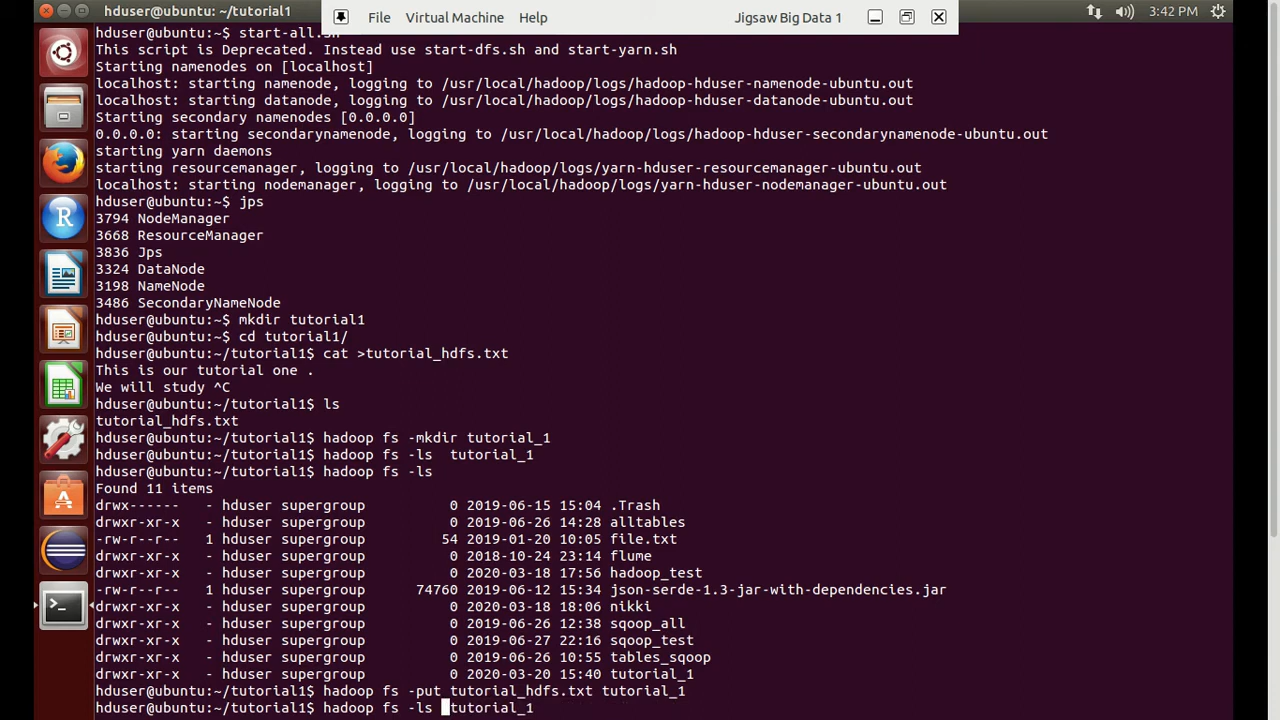 hduser@ubuntu: ~/tutorial1
File Virtual Machine Help
Jigsaw Big Data 1
3:42 PM
hduser@ubuntu:~$ start-all.sh
This script is Deprecated. Instead use start-dfs.sh and start-yarn.sh
Starting namenodes on [localhost]
localhost: starting namenode, logging to /usr/local/hadoop/logs/hadoop-hduser-namenode-ubuntu.out
localhost: starting datanode, logging to /usr/local/hadoop/logs/hadoop-hduser-datanode-ubuntu.out
Starting secondary namenodes [0.0.0.0]
0.0.0.0: starting secondarynamenode, logging to /usr/local/hadoop/logs/hadoop-hduser-secondarynamenode-ubuntu.out
starting yarn daemons
starting resourcemanager, logging to /usr/local/hadoop/logs/yarn-hduser-resourcemanager-ubuntu.out
localhost: starting nodemanager, logging to /usr/local/hadoop/logs/yarn-hduser-nodemanager-ubuntu.out
hduser@ubuntu:~$ jps
3794 NodeManager
3668 ResourceManager
3836 Jps
3324 DataNode
3198 NameNode
3486 SecondaryNameNode
hduser@ubuntu:~$ mkdir tutorial1
hduser@ubuntu:~$ cd tutorial1/
hduser@ubuntu:~/tutorial1$ cat >tutorial_hdfs.txt
This is our tutorial one .
We will study ^C
hduser@ubuntu:~/tutorial1$ ls
tutorial_hdfs.txt
hduser@ubuntu:~/tutorial1$ hadoop fs -mkdir tutorial_1
hduser@ubuntu:~/tutorial1$ hadoop fs -ls  tutorial_1
hduser@ubuntu:~/tutorial1$ hadoop fs -ls
Found 11 items
drwx------   - hduser supergroup          0 2019-06-15 15:04 .Trash
drwxr-xr-x   - hduser supergroup          0 2019-06-26 14:28 alltables
-rw-r--r--   1 hduser supergroup         54 2019-01-20 10:05 file.txt
drwxr-xr-x   - hduser supergroup          0 2018-10-24 23:14 flume
drwxr-xr-x   - hduser supergroup          0 2020-03-18 17:56 hadoop_test
-rw-r--r--   1 hduser supergroup      74760 2019-06-12 15:34 json-serde-1.3-jar-with-dependencies.jar
drwxr-xr-x   - hduser supergroup          0 2020-03-18 18:06 nikki
drwxr-xr-x   - hduser supergroup          0 2019-06-26 12:38 sqoop_all
drwxr-xr-x   - hduser supergroup          0 2019-06-27 22:16 sqoop_test
drwxr-xr-x   - hduser supergroup          0 2019-06-26 10:55 tables_sqoop
drwxr-xr-x   - hduser supergroup          0 2020-03-20 15:40 tutorial_1
hduser@ubuntu:~/tutorial1$ hadoop fs -put tutorial_hdfs.txt tutorial_1
hduser@ubuntu:~/tutorial1$ hadoop fs -ls  tutorial_1